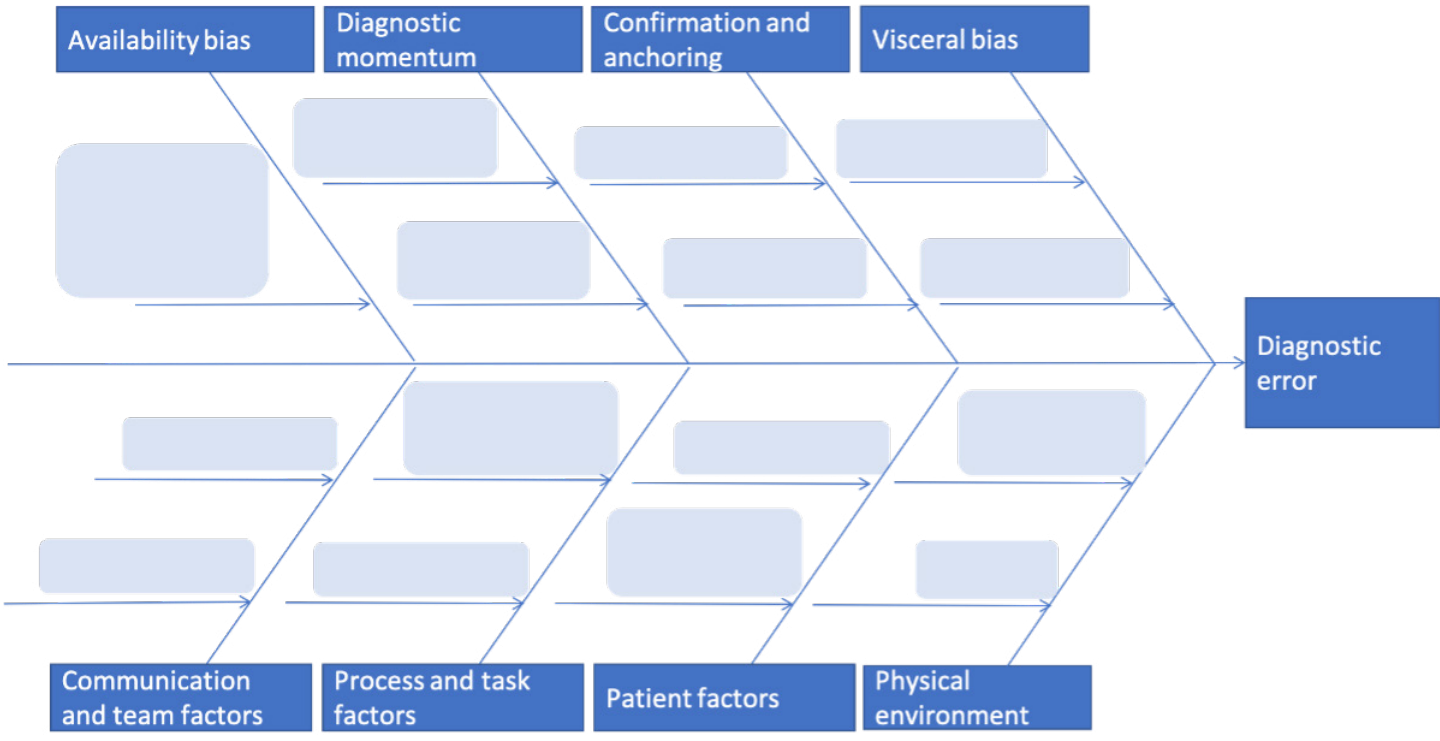 Availability bias
Diagnostic
momentum
Confirmation and
anchoring
Visceral bias
Diagnostic
error
Communication
and team factors
Process and task
factors
Patient factors
Physical
environment